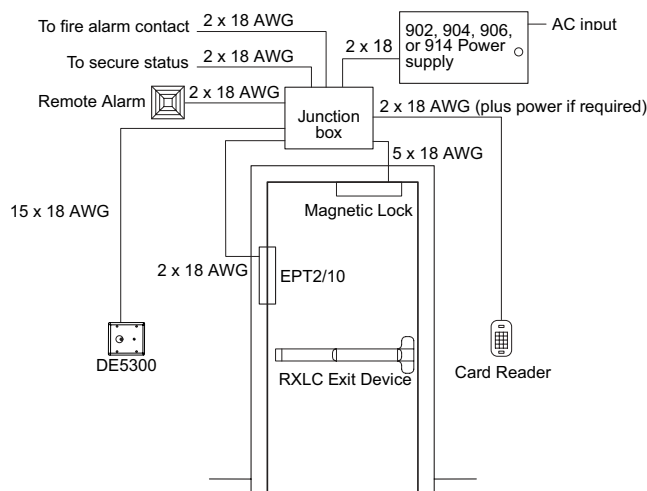 To fire alarm contact
2 x 18 AWG
902, 904, 906,
or 914 Power
supply
AC input
2 x 18
To secure status
2 x 18 AWG
Remote Alarm
2 x 18 AWG
Junction
box
2 x 18 AWG (plus power if required)
5 x 18 AWG
15 x 18 AWG
Magnetic Lock
2 x 18 AWG
EPT2/10
DE5300
RXLC Exit Device
Card Reader